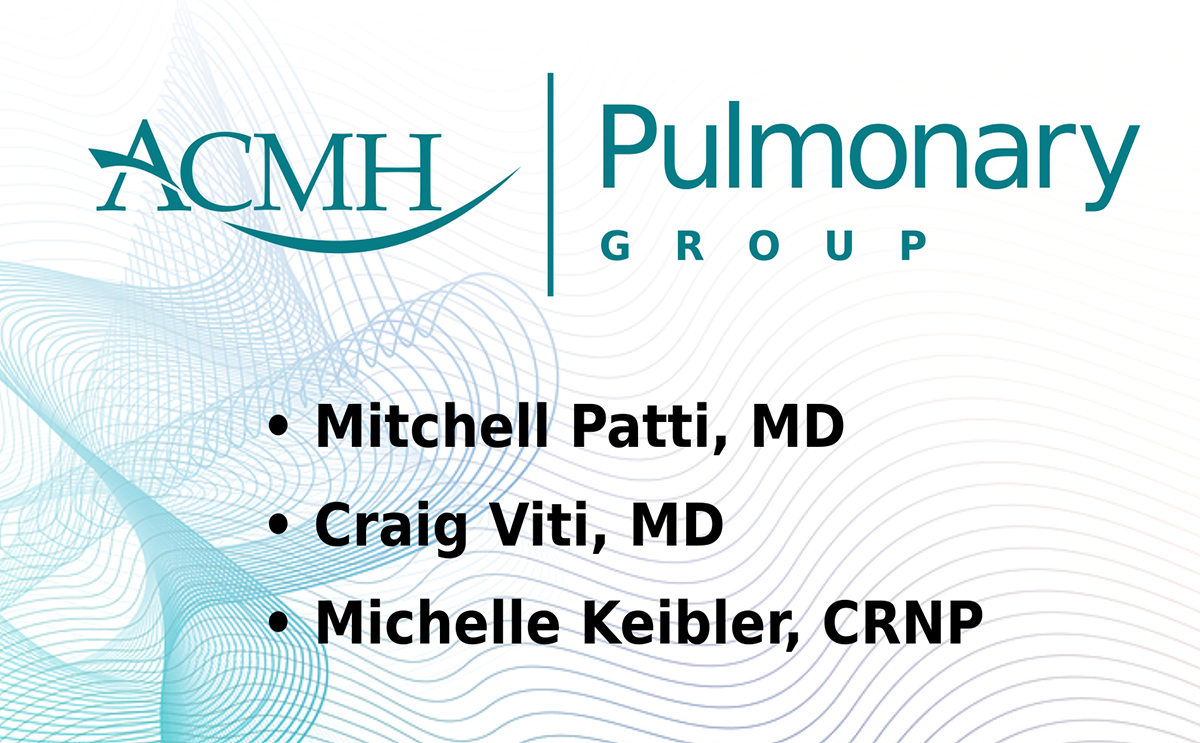 ACMH
Pulmonary
GROUP
• Mitchell Patti, MD
• Craig Viti, MD
• Michelle Keibler, CRNP